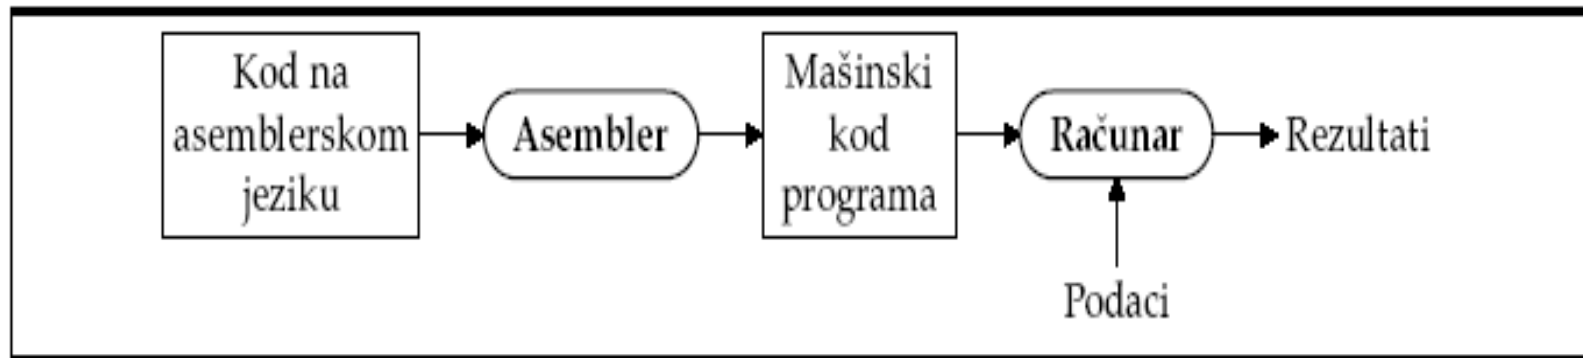 Kod na
asemblerskom
jeziku
Asembler
Mašinski
kod
programa
Računar
Rezultati
Podaci